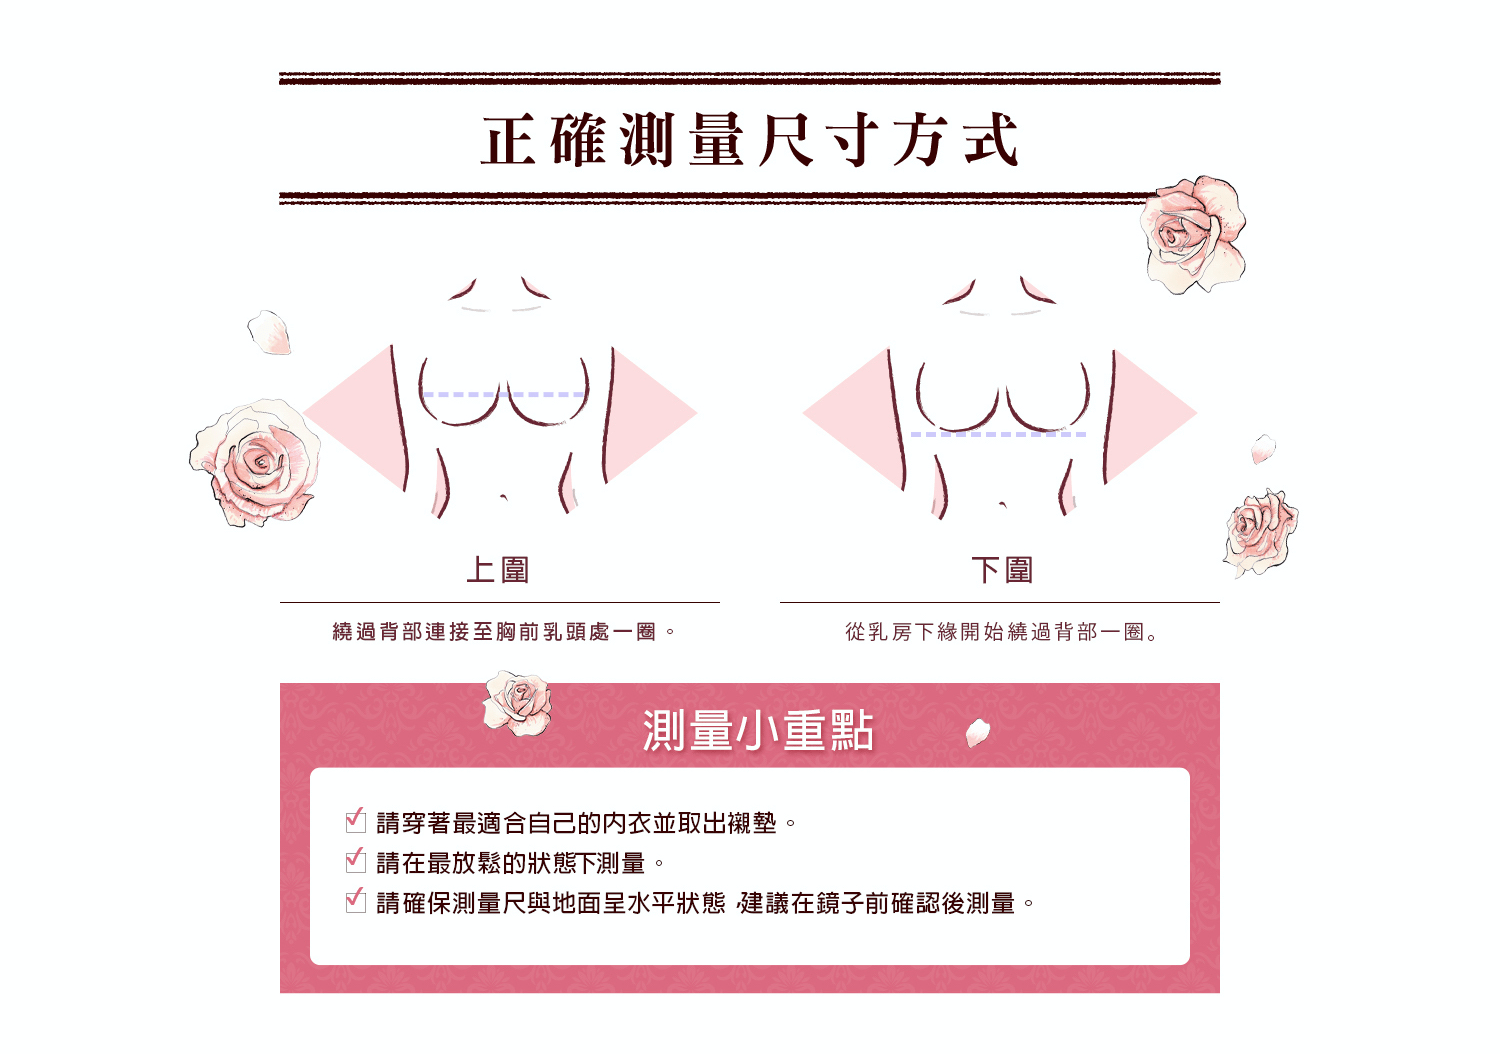 正確測量尺寸方式
上圍
下圍
繞過背部連接至胸前乳頭處一圈。
從乳房下緣開始繞過背部一圈。
測量小重點
請穿著最適合自己的內衣並取出襯墊。
請在最放鬆的狀態下測量。
請確保測量尺與地面呈水平狀態,建議在鏡子前確認後測量。